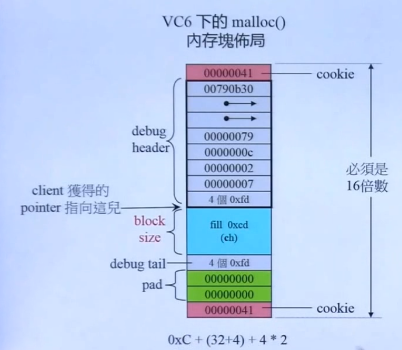 VC6 下的 malloc()
內存塊佈局
00000041
cookie
00790b30
debug
header
00000079
0000000c
00000002
00000007
4 個 0xfd
必須是
16倍數
client 獲得的
pointer 指向這兒
block
size
fill 0xcd
(eh)
debug tail
4 個 0xfd
pad
00000000
00000000
00000041
cookie
0xC + (32+4) + 4 * 2